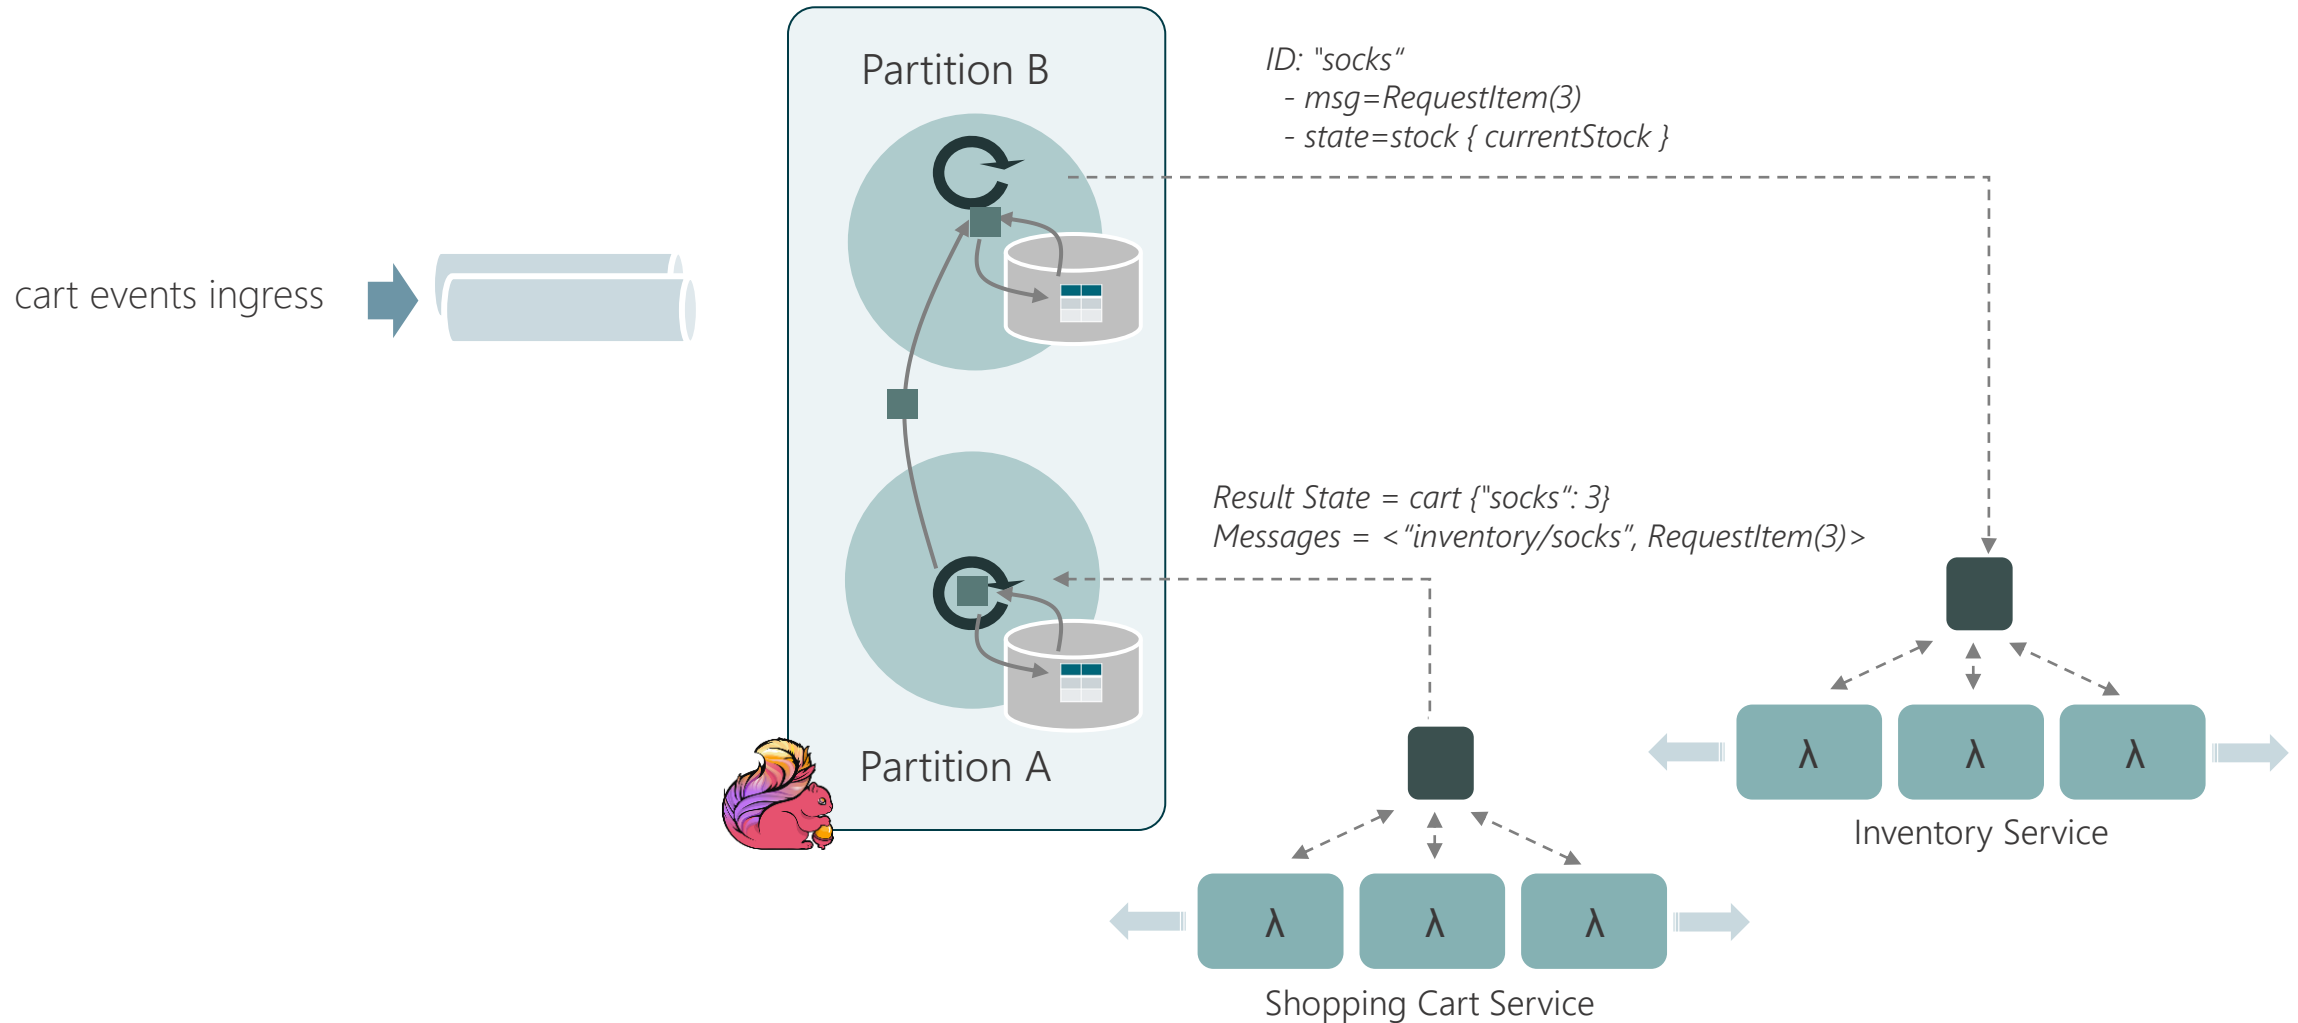 Partition B
ID: "socks“
- msg=RequestItem(3)
- state=stock { currentStock }
cart events ingress
Result State = cart {"socks“: 3}
Messages = <“inventory/socks”, RequestItem(3)>
Partition A
λ λ λ
Inventory Service
λ λ λ
Shopping Cart Service